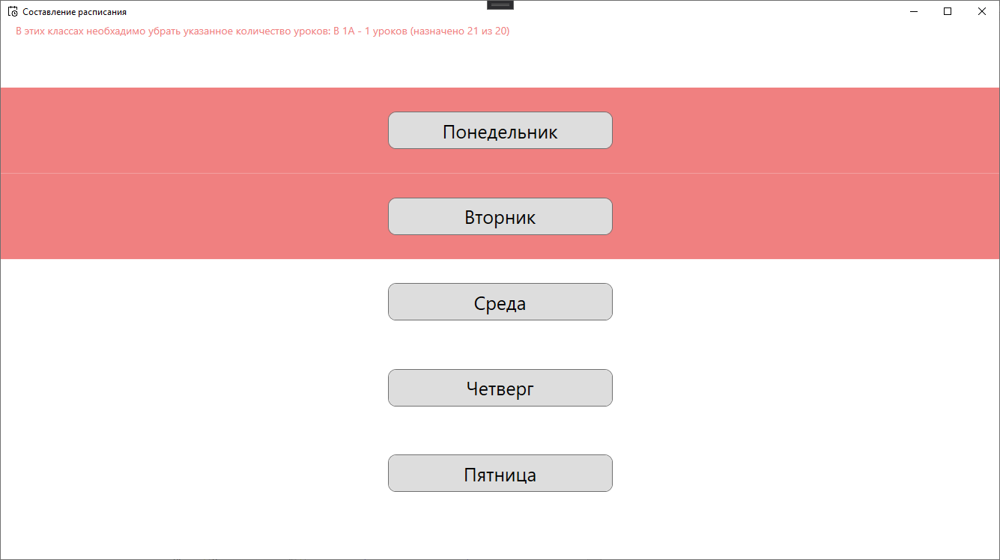 Составление расписания
В этих классах необхадимо убрать указанное количество уроков: В 1А - 1 уроков (назначено 21 из 20)
Понедельник
Вторник
Среда
Четверг
Пятница